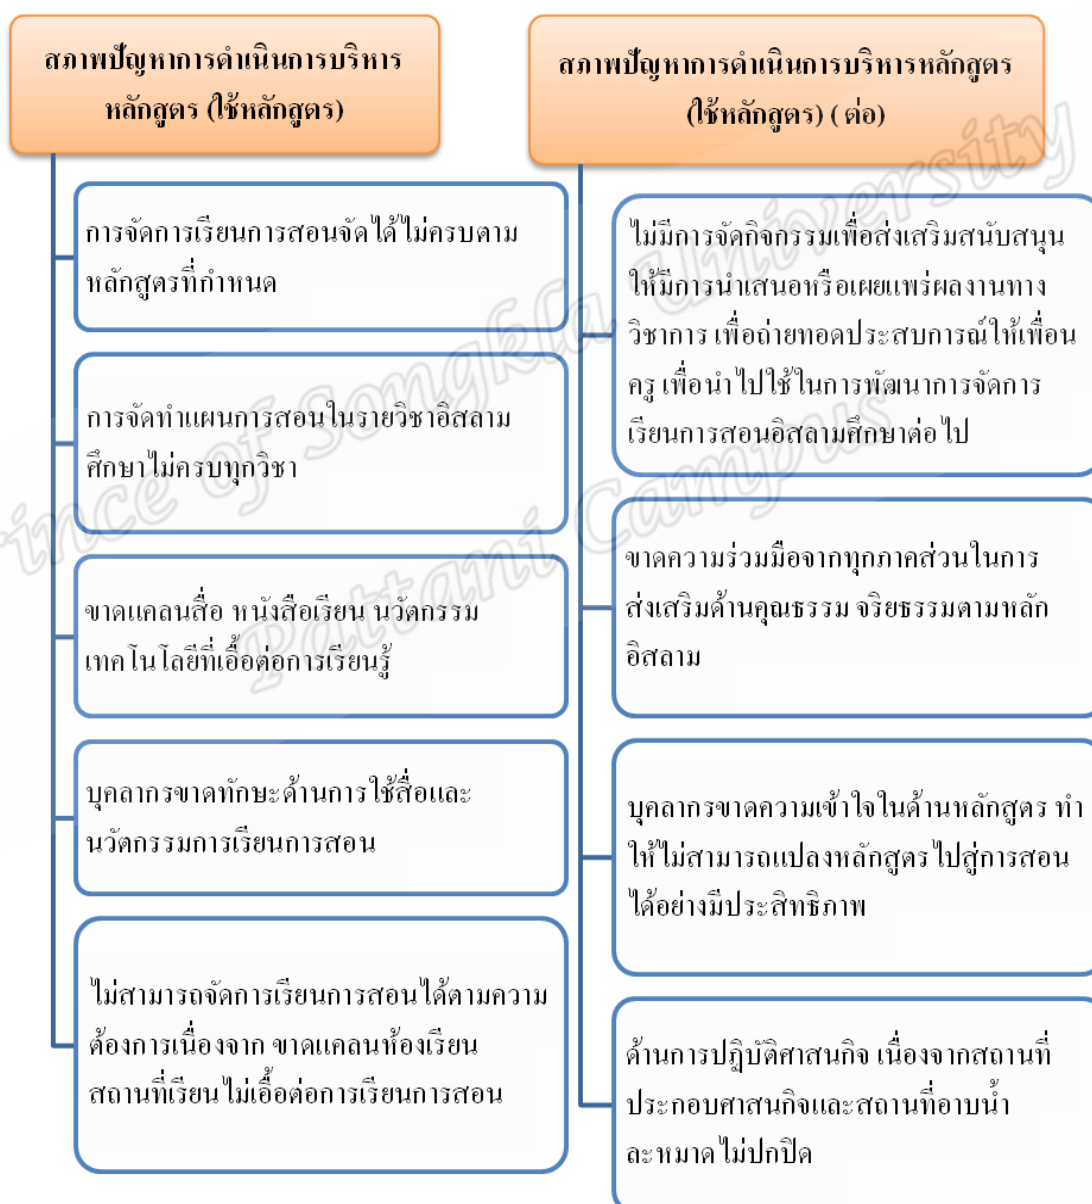 สภาพปัญหาการดำเนินการบริหาร
หลักสูตร (ใช้หลักสูตร)
การจัดการเรียนการสอนจัดได้ไม่ครบตาม
หลักสูตรที่กำหนด
การจัดทำแผนการสอนในรายวิชาอิสลาม
ศึกษาไม่ครบทุกวิชา
ขาดแคลนสื่อ หนังสือเรียน นวัตกรรม
เทคโนโลยีที่เอื้อต่อการเรียนรู้
บุคลากรขาดทักษะด้านการใช้สื่อและ
นวัตกรรมการเรียนการสอน
ไม่สามารถจัดการเรียนการสอนได้ตามความ
ต้องการเนื่องจาก ขาดแคลนห้องเรียน
สถานที่เรียนไม่เอื้อต่อการเรียนการสอน
สภาพปัญหาการดำเนินการบริหารหลักสูตร
(ใช้หลักสูตร) ( ต่อ)
ไม่มีการจัดกิจกรรมเพื่อส่งเสริมสนับสนุน
ให้มีการนำเสนอหรือเผยแพร่ผลงานทาง
วิชาการ เพื่อถ่ายทอดประสบการณ์ให้เพื่อน
ครู เพื่อนำไปใช้ในการพัฒนาการจัดการ
เรียนการสอนอิสลามศึกษาต่อไป
ขาดความร่วมมือจากทุกภาคส่วนในการ
ส่งเสริมด้านคุณธรรม จริยธรรมตามหลัก
อิสลาม
บุคลากรขาดความเข้าใจในด้านหลักสูตร ทำ
ให้ไม่สามารถแปลงหลักสูตรไปสู่การสอน
ได้อย่างมีประสิทธิภาพ
ด้านการปฏิบัติศาสนกิจ เนื่องจากสถานที่
ประกอบศาสนกิจและสถานที่อาบน้ำ
ละหมาดไม่ปกปิด
rince of Songkla University
Pattani Campus